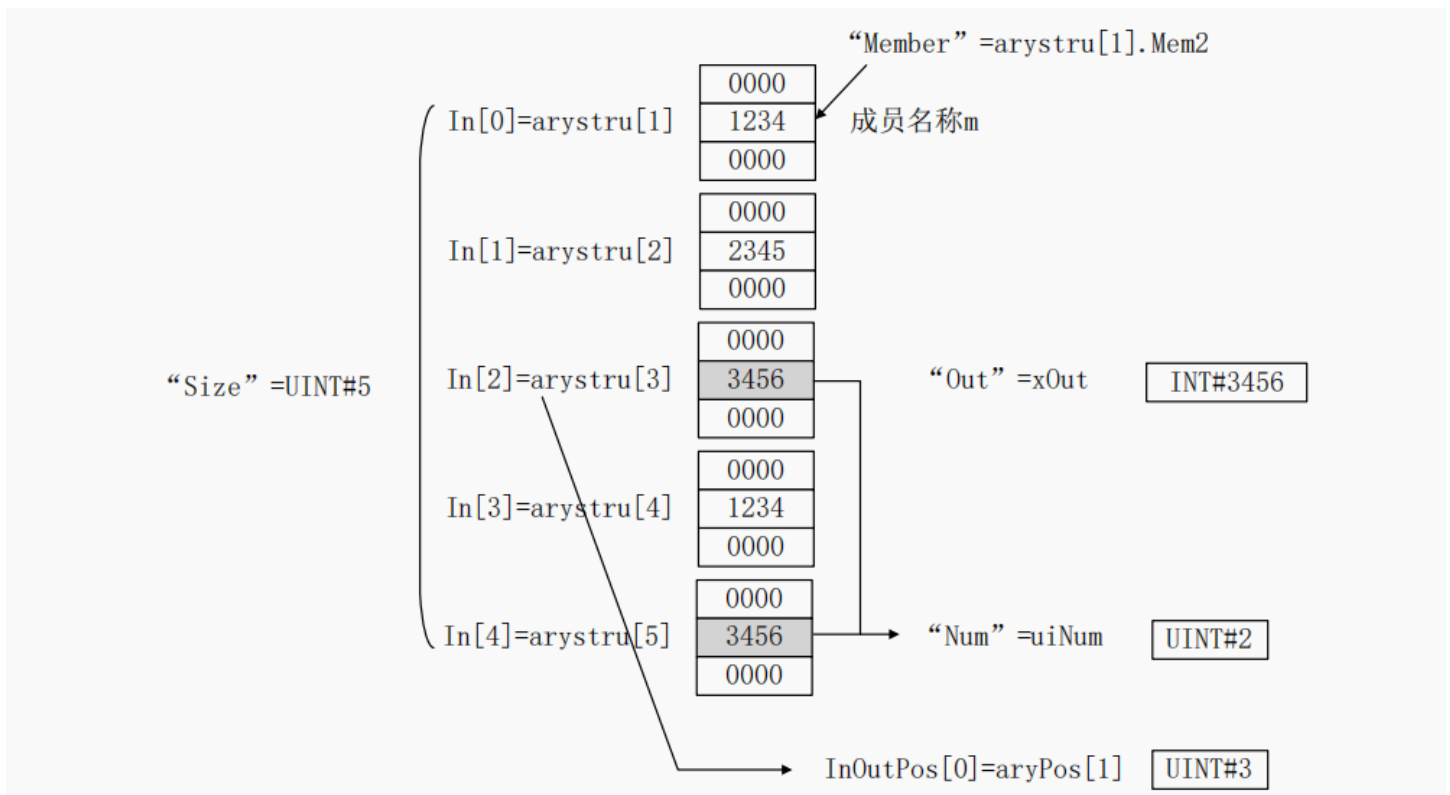 “Member”=arystru[1].Mem2
0000
In[0]=arystru[1] 1234 成员名称m
0000
0000
In[1]=arystru[2] 2345
0000
0000
“Size”=UINT#5 In[2]=arystru[3] 3456 “Out”=xOut INT#3456
0000
0000
In[3]=arystru[4] 1234
0000
0000
In[4]=arystru[5] 3456 “Num”=uiNum UINT#2
0000
InOutPos[0]=aryPos[1] UINT#3